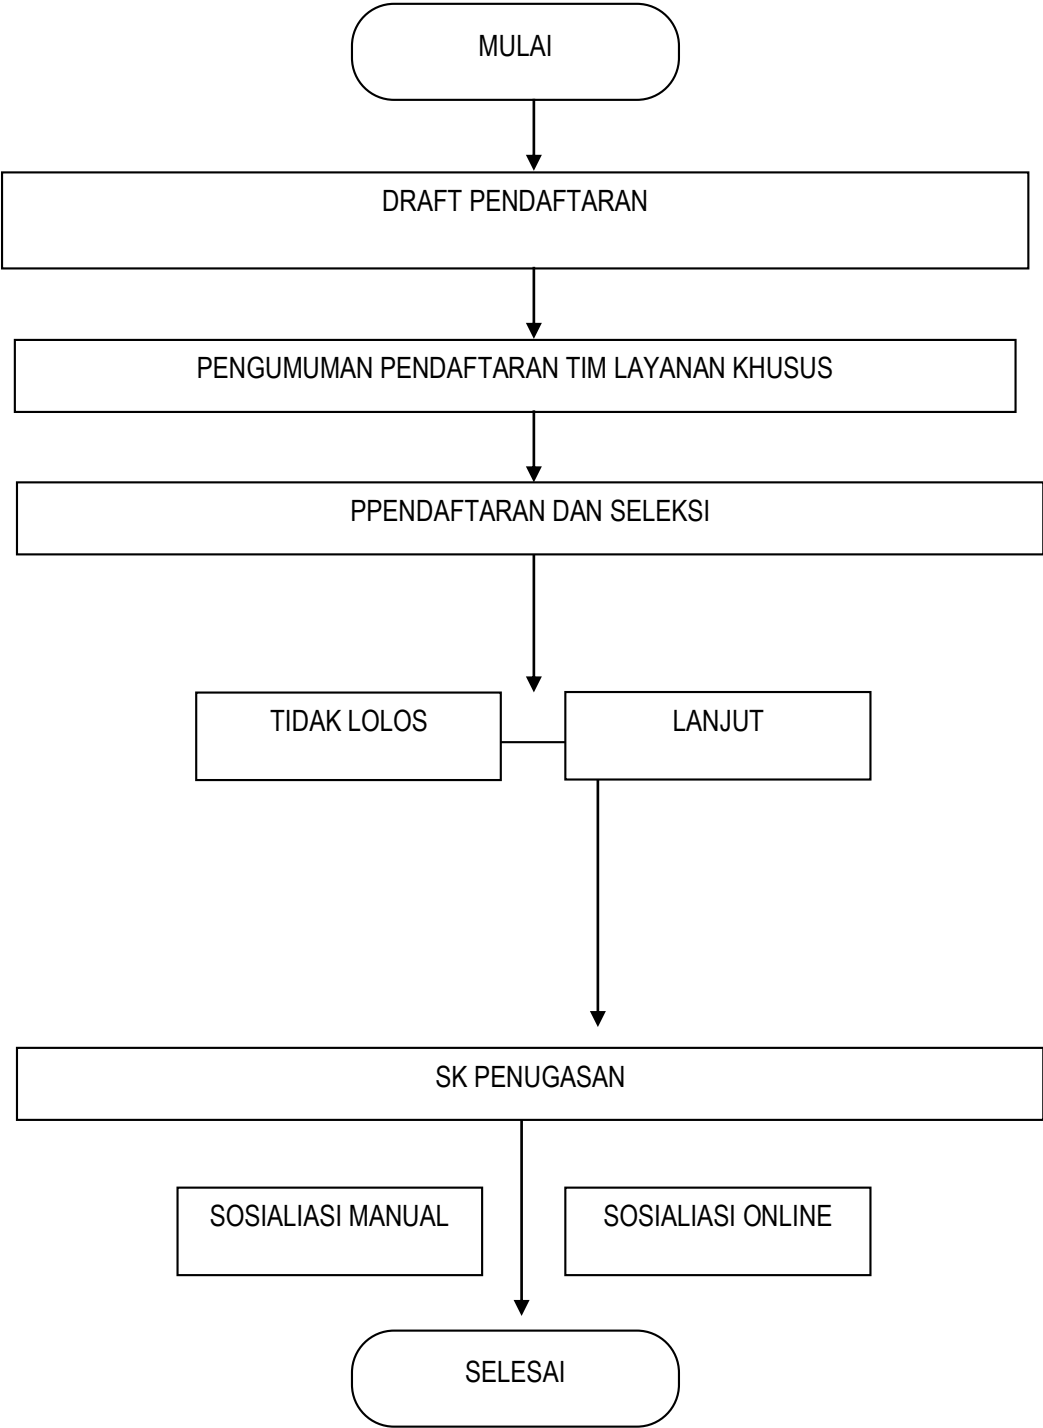 MULAI
DRAFT PENDAFTARAN
PENGUMUMAN PENDAFTARAN TIM LAYANAN KHUSUS
PPENDAFTARAN DAN SELEKSI
TIDAK LOLOS
LANJUT
SK PENUGASAN
SOSIALIASI MANUAL
SOSIALIASI ONLINE
SELESAI